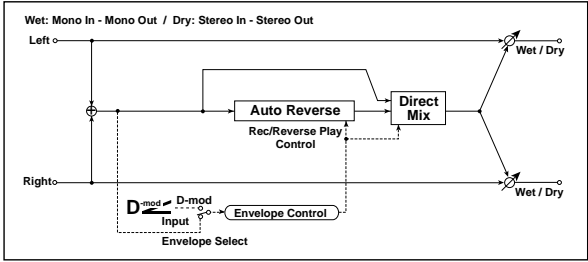 Wet: Mono In - Mono Out / Dry: Stereo In - Stereo Out
Left
Wet / Dry
Auto Reverse
Direct
Mix
Rec/Reverse Play
Control
Right
Wet / Dry
D-mod
D-mod
Input
Envelope Control
Envelope Select